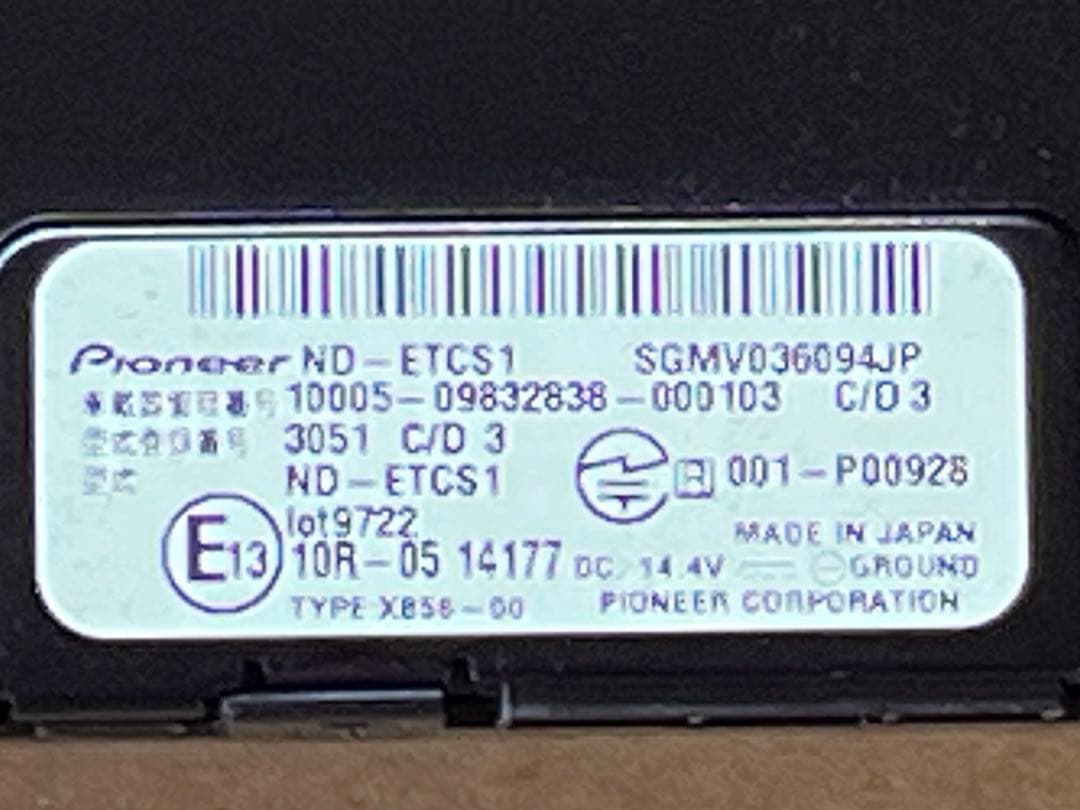 Pioneer ND-ETCS1 SGMV036094JP
車載器管理番号 10005-09832838-000103 C/D 3
型式登録番号 3051 C/D 3
型式 ND-ETCS1
R 001-P00928
lot9722
E13 10R-05 14177
MADE IN JAPAN
DC 14.4V GROUND
TYPE XB58-00 PIONEER CORPORATION